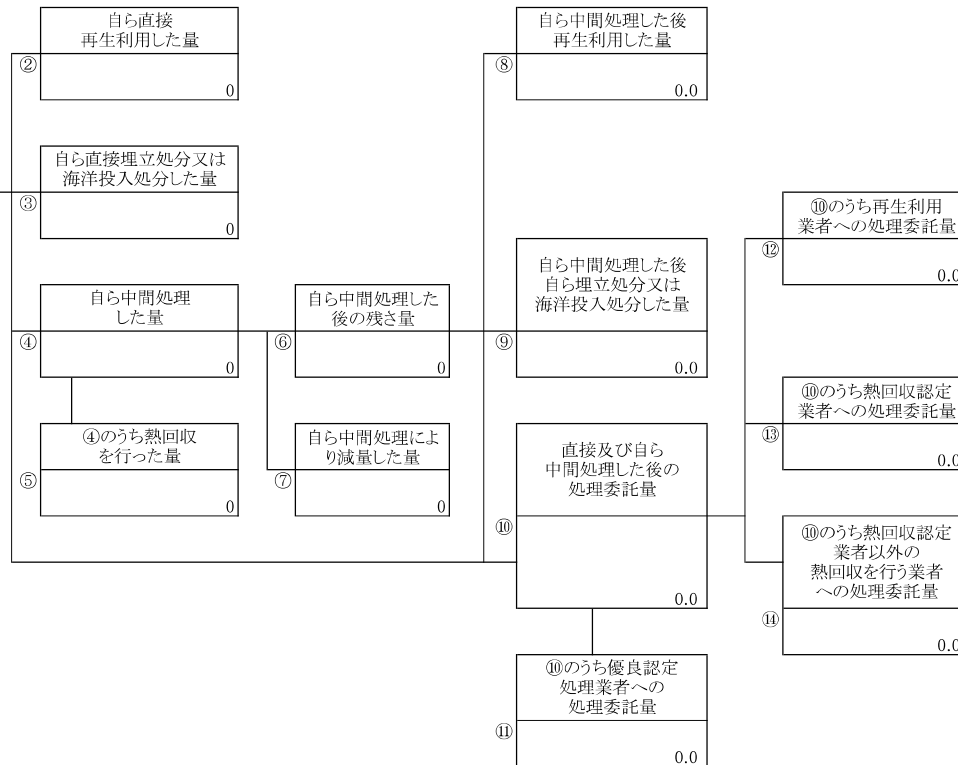 自ら直接
再生利用した量
②
0
自ら直接埋立処分又は
海洋投入処分した量
③
0
自ら中間処理
した量
④
0
④のうち熱回収
を行った量
⑤
0
自ら中間処理した
後の残さ量
⑥
0
自ら中間処理によ
り減量した量
⑦
0
自ら中間処理した後
再生利用した量
⑧
0.0
自ら中間処理した後
自ら埋立処分又は
海洋投入処分した量
⑨
0.0
直接及び自ら
中間処理した後の
処理委託量
⑩
0.0
⑩のうち優良認定
処理業者への
処理委託量
⑪
0.0
⑩のうち再生利用
業者への処理委託量
⑫
0.0
⑩のうち熱回収認定
業者への処理委託量
⑬
0.0
⑩のうち熱回収認定
業者以外の
熱回収を行う業者
への処理委託量
⑭
0.0